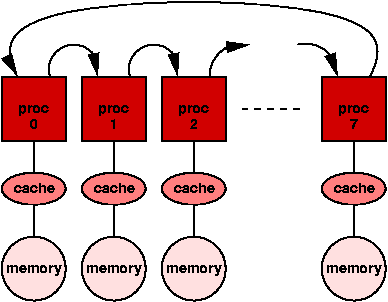 proc
0
proc
1
proc
2
proc
7
cache
cache
cache
cache
memory
memory
memory
memory